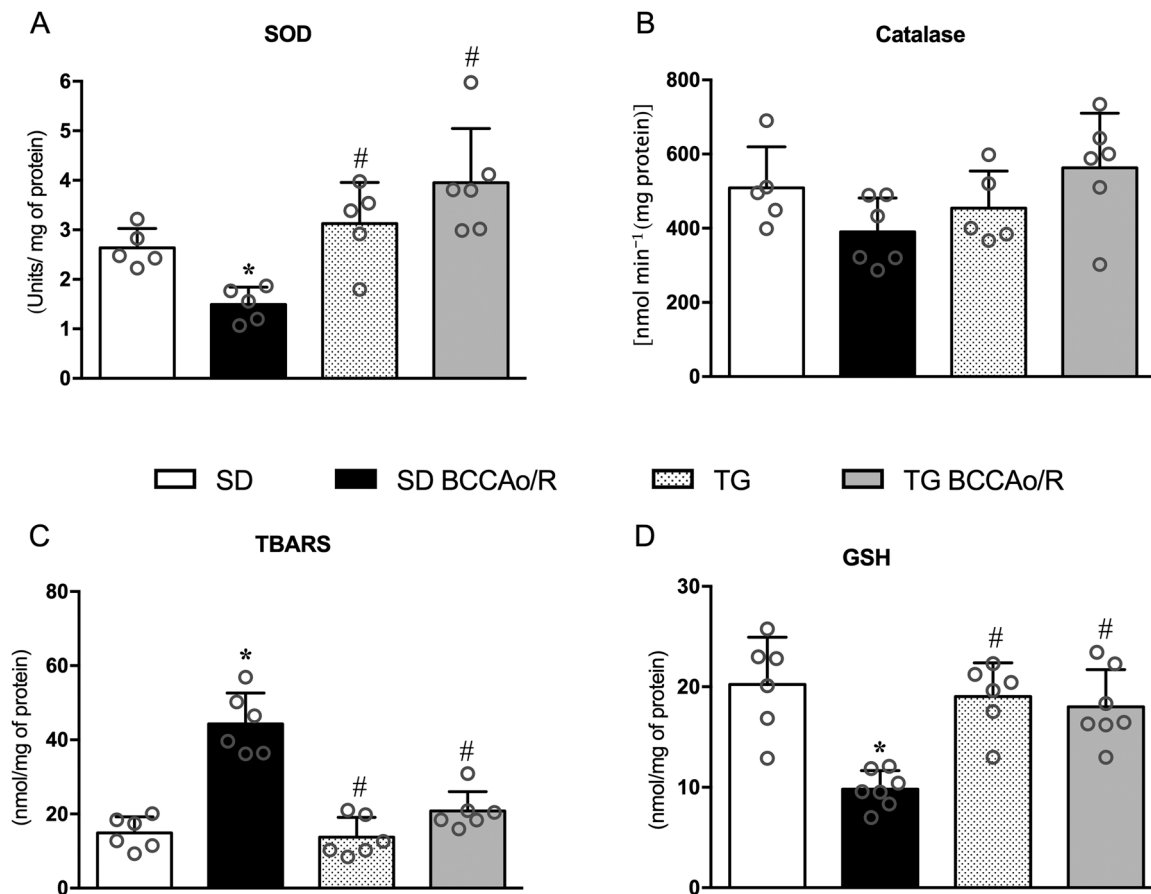 A
SOD
(Units/ mg of protein)
6
5
4
3
2
1
0
*
#
#
B
Catalase
[nmol min⁻¹ (mg protein)]
800
600
400
200
0
SD
SD BCCAo/R
TG
TG BCCAo/R
C
TBARS
(nmol/mg of protein)
80
60
40
20
0
*
#
#
D
GSH
(nmol/mg of protein)
30
20
10
0
*
#
#